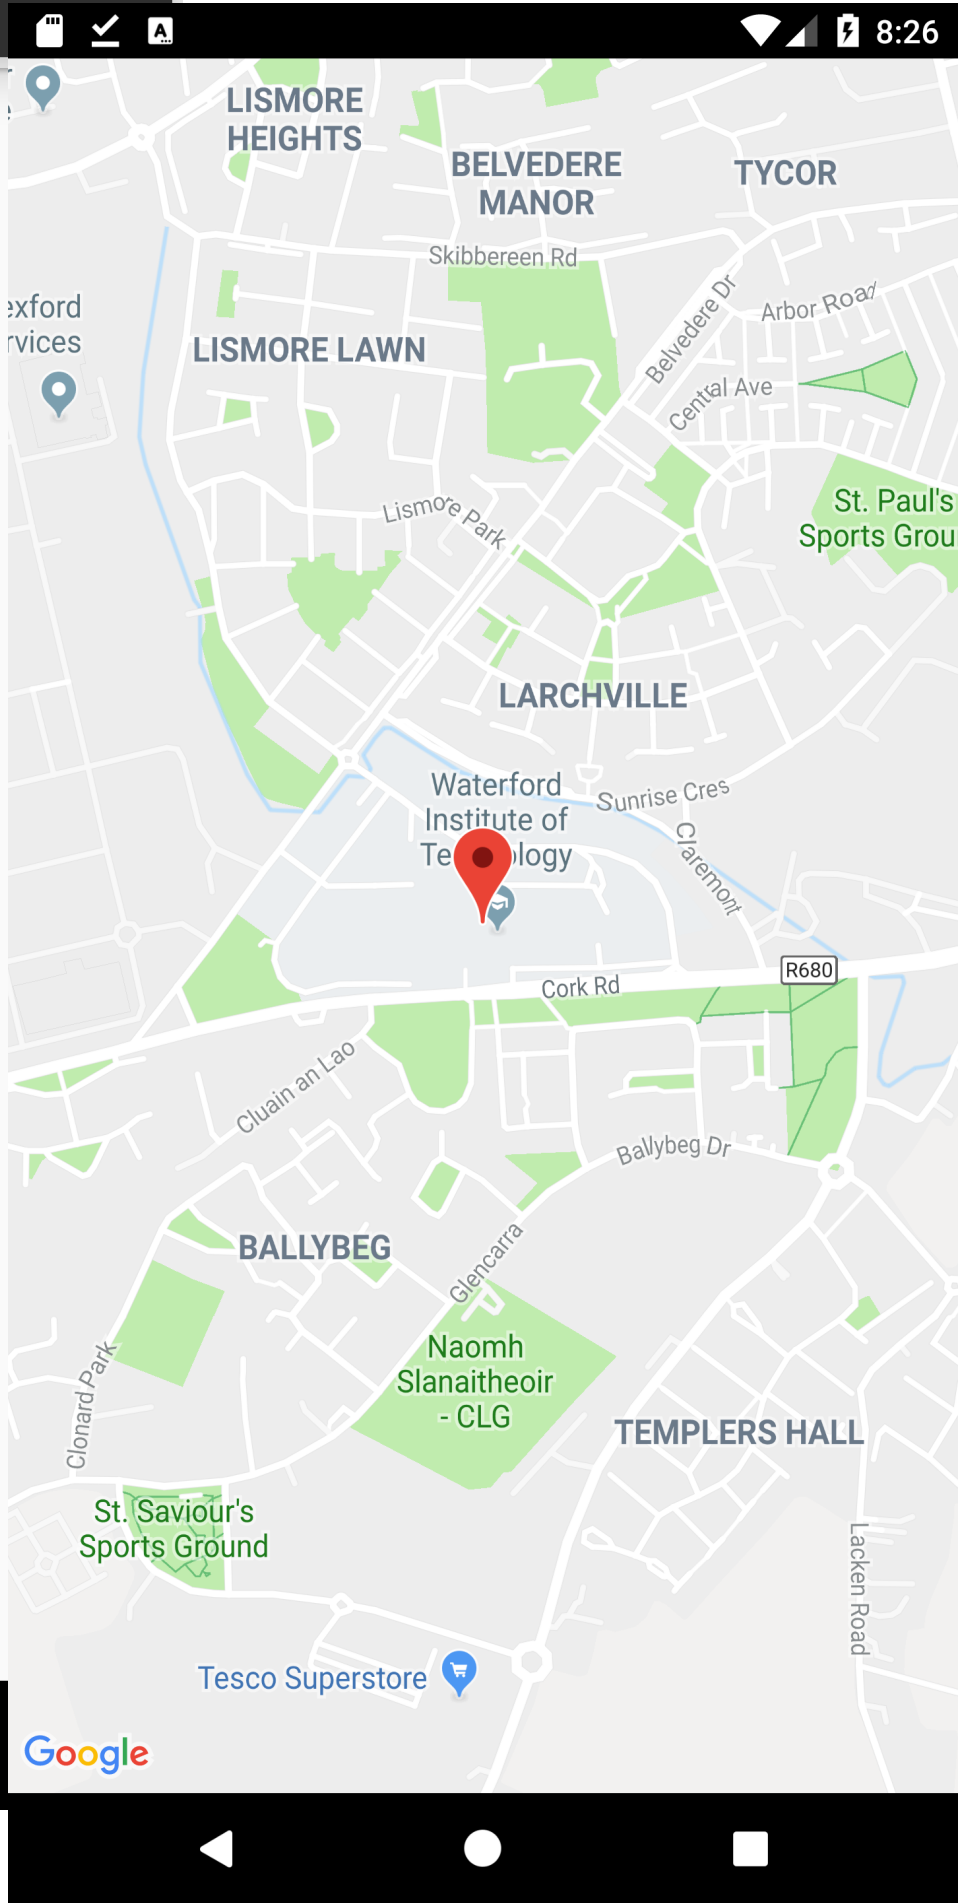 8:26
LISMORE
HEIGHTS
BELVEDERE
MANOR
TYCOR
Skibbereen Rd
exford
rvices
Arbor Road
Belvedere Dr
LISMORE LAWN
Central Ave
Lismore Park
St. Paul's
Sports Grou
LARCHVILLE
Waterford
Institute of
Te logy
Sunrise Cres
Claremont
R680
Cork Rd
Cluain an Lao
Ballybeg Dr
BALLYBEG
Glencarra
Naomh
Slanaitheoir
- CLG
Clonard Park
TEMPLERS HALL
St. Saviour's
Sports Ground
Lacken Road
Tesco Superstore
Google